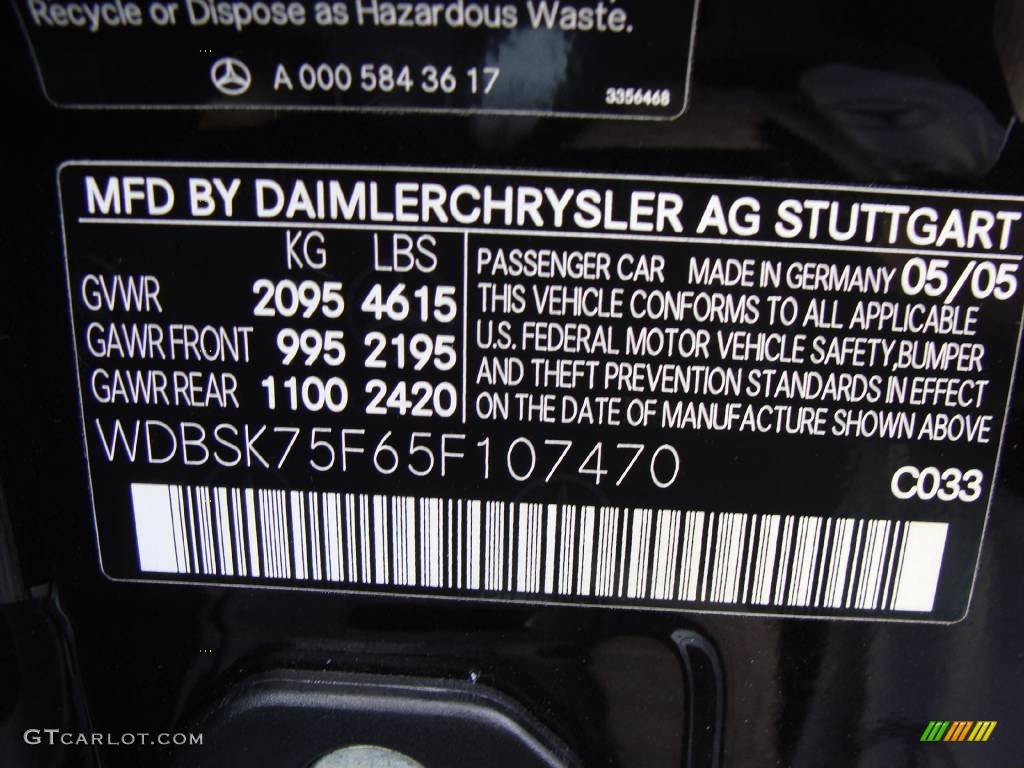 Recycle or Dispose as Hazardous Waste.
A 000 584 36 17
3356468
MFD BY DAIMLERCHRYSLER AG STUTTGART
KG LBS
GVWR 2095 4615
GAWR FRONT 995 2195
GAWR REAR 1100 2420
PASSENGER CAR MADE IN GERMANY 05/05
THIS VEHICLE CONFORMS TO ALL APPLICABLE
U.S. FEDERAL MOTOR VEHICLE SAFETY,BUMPER
AND THEFT PREVENTION STANDARDS IN EFFECT
ON THE DATE OF MANUFACTURE SHOWN ABOVE
WDBSK75F65F107470
C033
GTCARLOT.COM